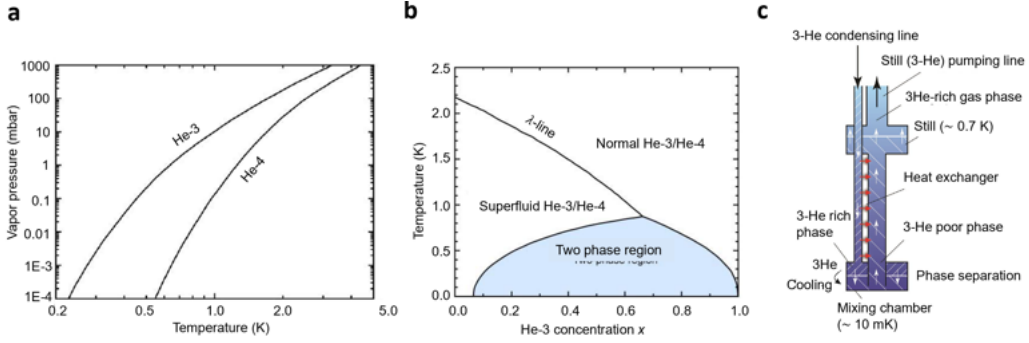 a
1000
100
10
1
0.1
0.01
1E-3
1E-4
Vapor pressure (mbar)
He-3
He-4
0.2
0.5
1.0
2.0
5.0
Temperature (K)
b
2.5
2.0
1.5
1.0
0.5
0.0
Temperature (K)
λ-line
Normal He-3/He-4
Superfluid He-3/He-4
Two phase region
Two phase region
0.0
0.2
0.4
0.6
0.8
1.0
He-3 concentration x
c
3-He condensing line
Still (3-He) pumping line
3He-rich gas phase
Still (~ 0.7 K)
Heat exchanger
3-He rich
phase
3-He poor phase
3He
Cooling
Phase separation
Mixing chamber
(~ 10 mK)